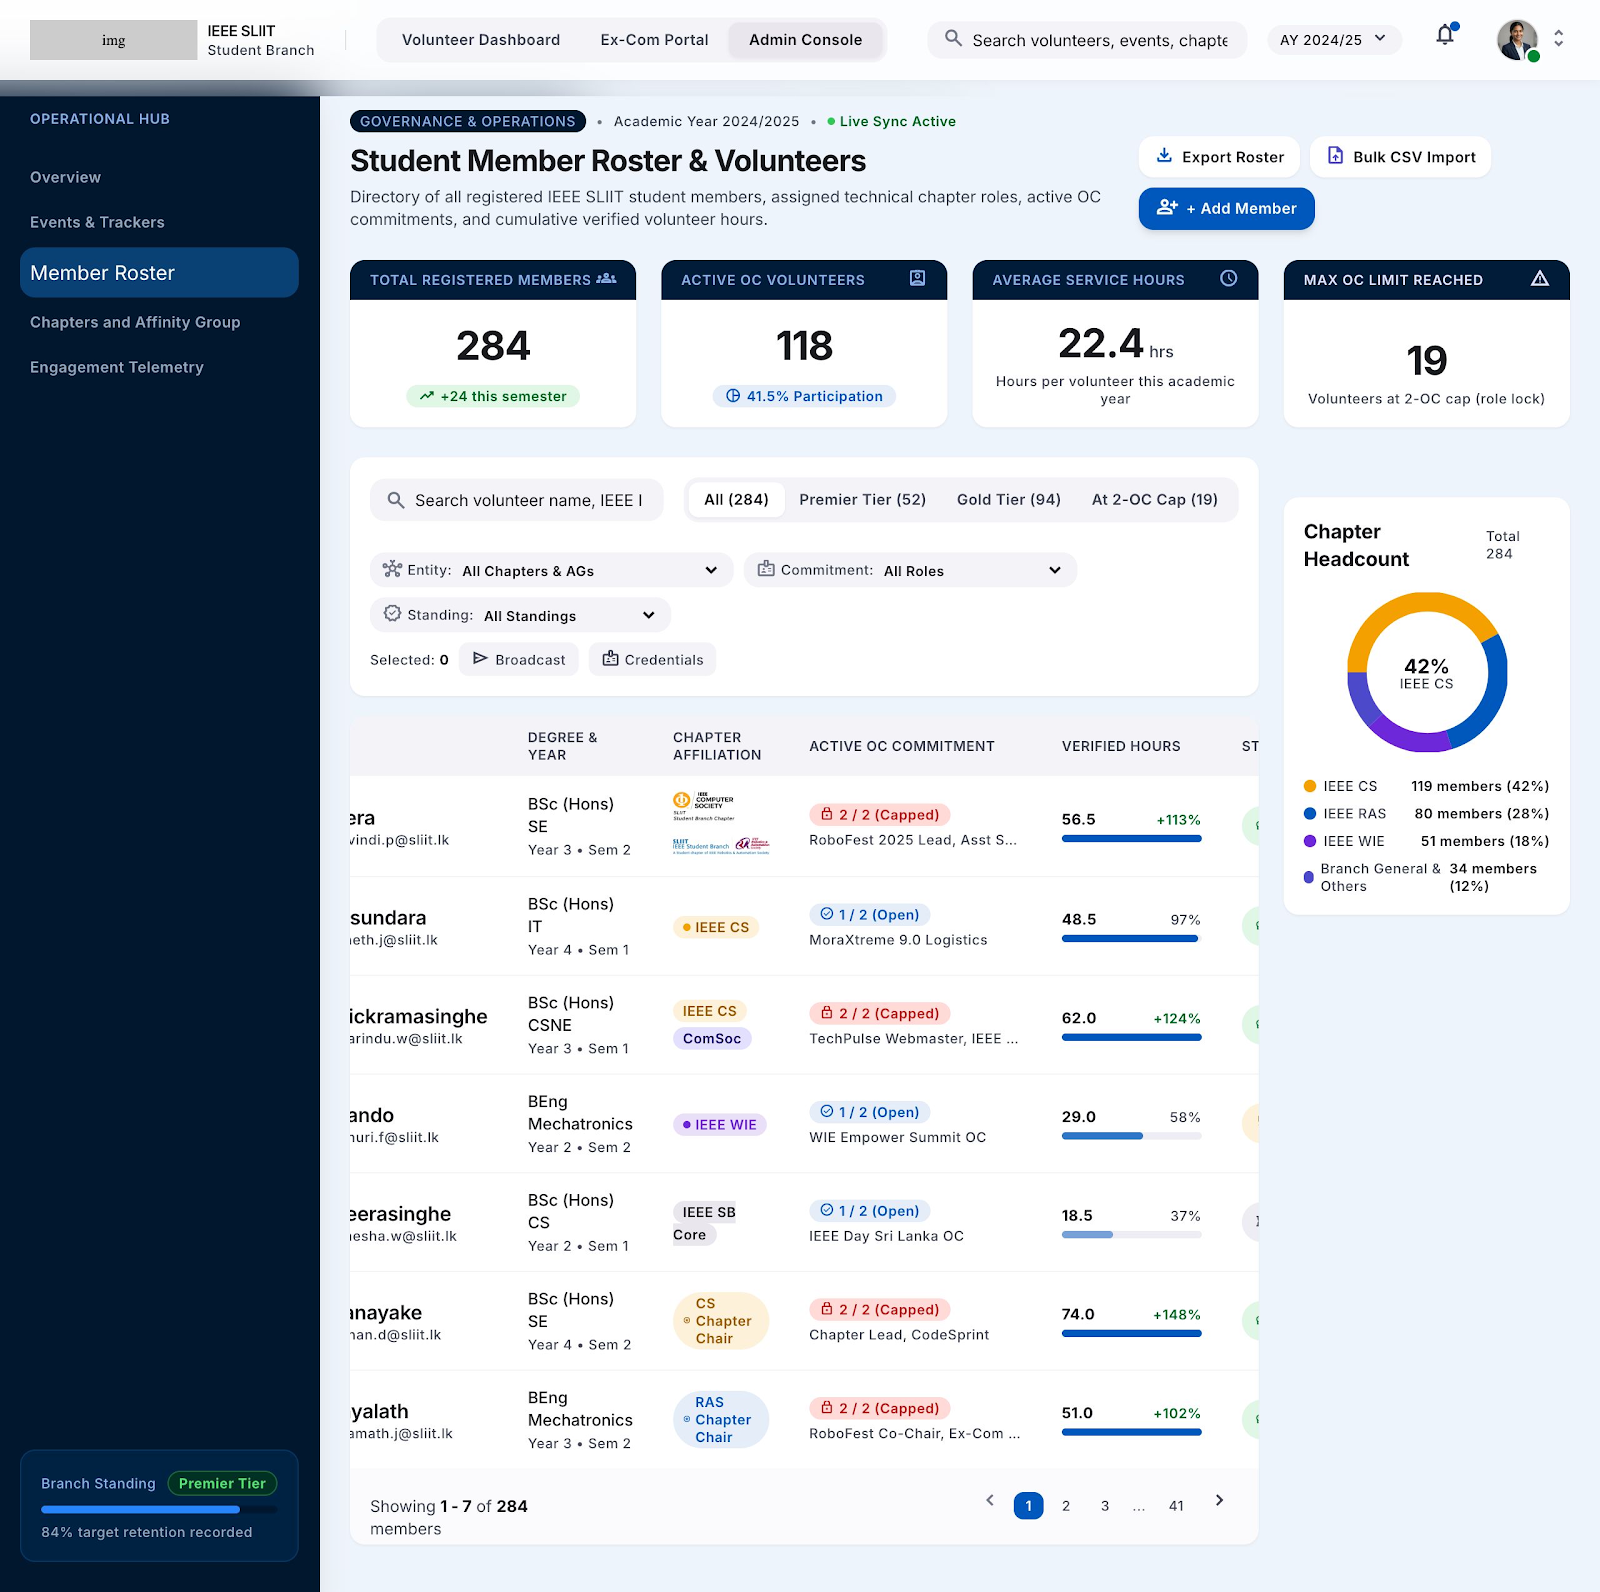 img
IEEE SLIIT
Student Branch
Volunteer Dashboard
Ex-Com Portal
Admin Console
Search volunteers, events, chapte
AY 2024/25
OPERATIONAL HUB
Overview
Events & Trackers
Member Roster
Chapters and Affinity Group
Engagement Telemetry
Branch Standing
Premier Tier
84% target retention recorded
GOVERNANCE & OPERATIONS • Academic Year 2024/2025 • Live Sync Active
Student Member Roster & Volunteers
Directory of all registered IEEE SLIIT student members, assigned technical chapter roles, active OC
commitments, and cumulative verified volunteer hours.
Export Roster
Bulk CSV Import
+ Add Member
TOTAL REGISTERED MEMBERS
284
+24 this semester
ACTIVE OC VOLUNTEERS
118
41.5% Participation
AVERAGE SERVICE HOURS
22.4 hrs
Hours per volunteer this academic
year
MAX OC LIMIT REACHED
19
Volunteers at 2-OC cap (role lock)
Search volunteer name, IEEE I
All (284)
Premier Tier (52)
Gold Tier (94)
At 2-OC Cap (19)
Entity: All Chapters & AGs
Commitment: All Roles
Standing: All Standings
Selected: 0
Broadcast
Credentials
DEGREE &
YEAR
CHAPTER
AFFILIATION
ACTIVE OC COMMITMENT
VERIFIED HOURS
ST
era
vindi.p@sliit.lk
BSc (Hons)
SE
Year 3 • Sem 2
IEEE
COMPUTER
SOCIETY
SLIIT
Student Branch Chapter
SLIIT
IEEE Student Branch
2 / 2 (Capped)
RoboFest 2025 Lead, Asst S...
56.5
+113%
sundara
eth.j@sliit.lk
BSc (Hons)
IT
Year 4 • Sem 1
IEEE CS
1 / 2 (Open)
MoraXtreme 9.0 Logistics
48.5
97%
ickramasinghe
arindu.w@sliit.lk
BSc (Hons)
CSNE
Year 3 • Sem 1
IEEE CS
ComSoc
2 / 2 (Capped)
TechPulse Webmaster, IEEE ...
62.0
+124%
ando
uri.f@sliit.lk
BEng
Mechatronics
Year 2 • Sem 2
IEEE WIE
1 / 2 (Open)
WIE Empower Summit OC
29.0
58%
eerasinghe
esha.w@sliit.lk
BSc (Hons)
CS
Year 2 • Sem 1
IEEE SB
Core
1 / 2 (Open)
IEEE Day Sri Lanka OC
18.5
37%
anayake
an.d@sliit.lk
BSc (Hons)
SE
Year 4 • Sem 2
CS
Chapter
Chair
2 / 2 (Capped)
Chapter Lead, CodeSprint
74.0
+148%
yalath
amath.j@sliit.lk
BEng
Mechatronics
Year 3 • Sem 2
RAS
Chapter
Chair
2 / 2 (Capped)
RoboFest Co-Chair, Ex-Com ...
51.0
+102%
Showing 1 - 7 of 284
members
1 2 3 ... 41
Chapter
Headcount
Total
284
42%
IEEE CS
IEEE CS 119 members (42%)
IEEE RAS 80 members (28%)
IEEE WIE 51 members (18%)
Branch General &
Others
34 members
(12%)